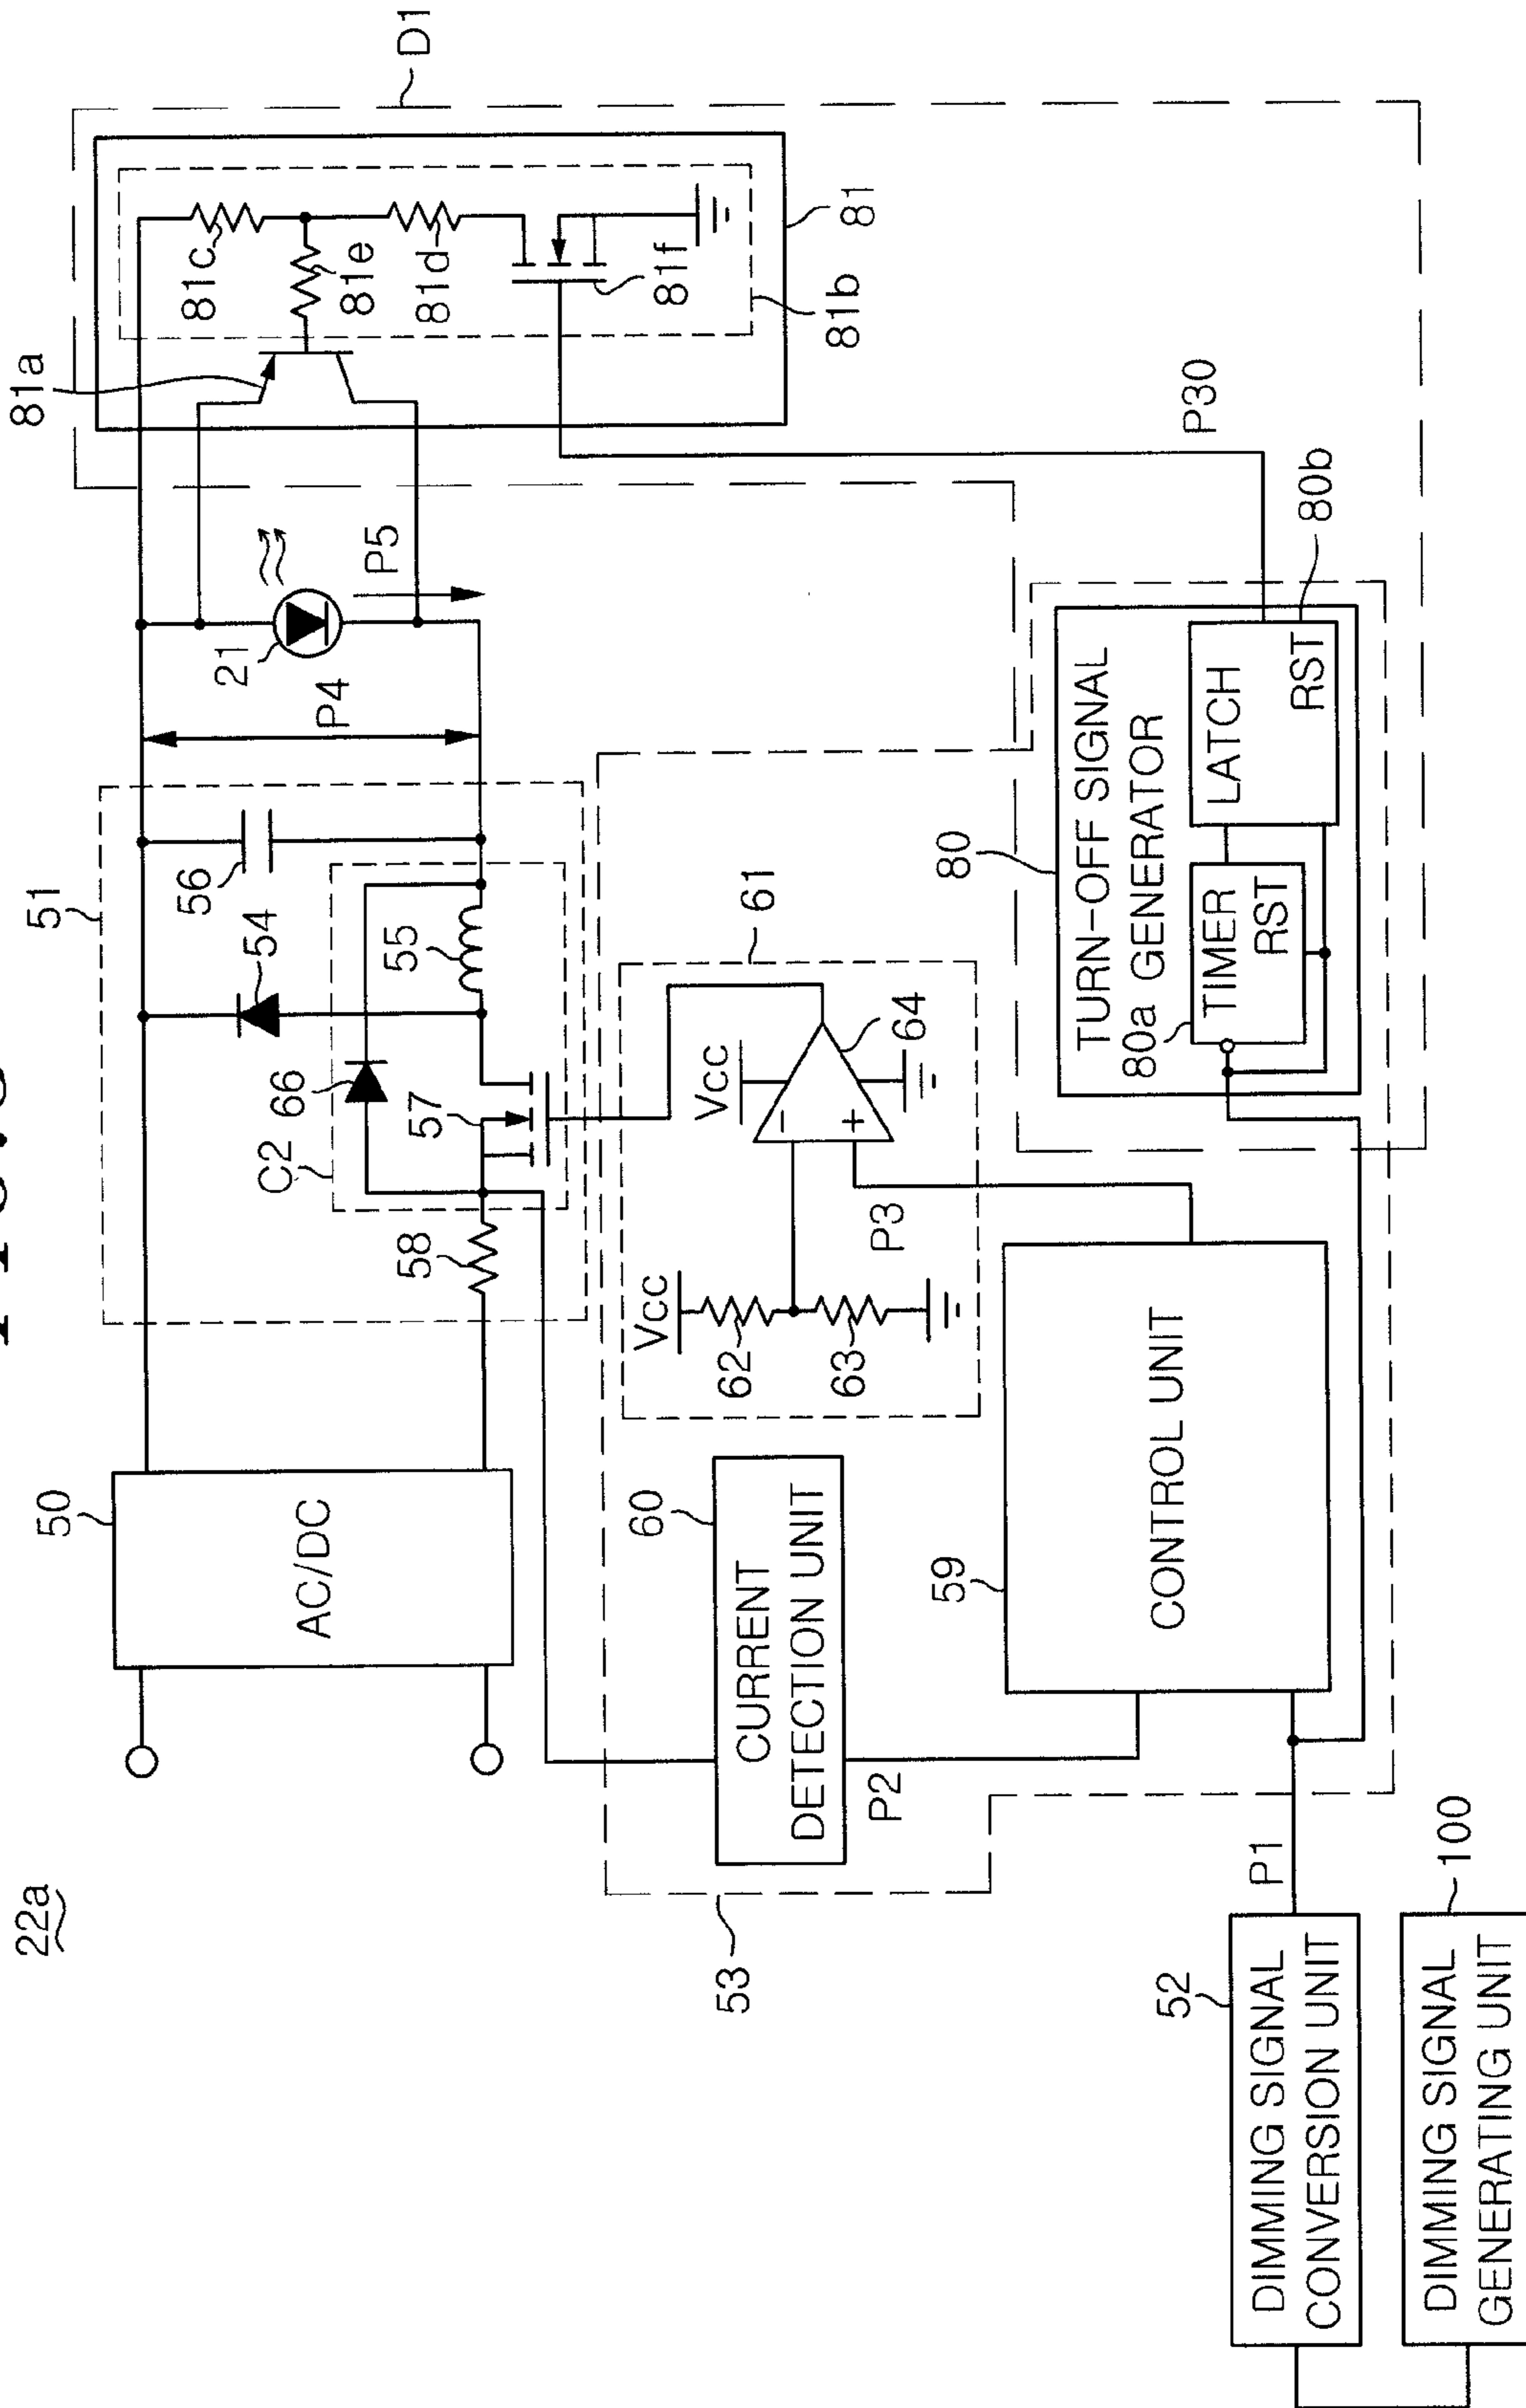 22a
50
AC/DC
51
58
C2
66
57
54
55
56
P4
21
P5
81a
81c
81e
81d
81f
81b
81
D1
53
60
CURRENT
DETECTION UNIT
P2
61
Vcc
62
63
Vcc
−
+
64
P3
59
CONTROL UNIT
80
TURN-OFF SIGNAL
GENERATOR
80a
TIMER
RST
LATCH
RST
80b
P30
P1
52
DIMMING SIGNAL
CONVERSION UNIT
100
DIMMING SIGNAL
GENERATING UNIT